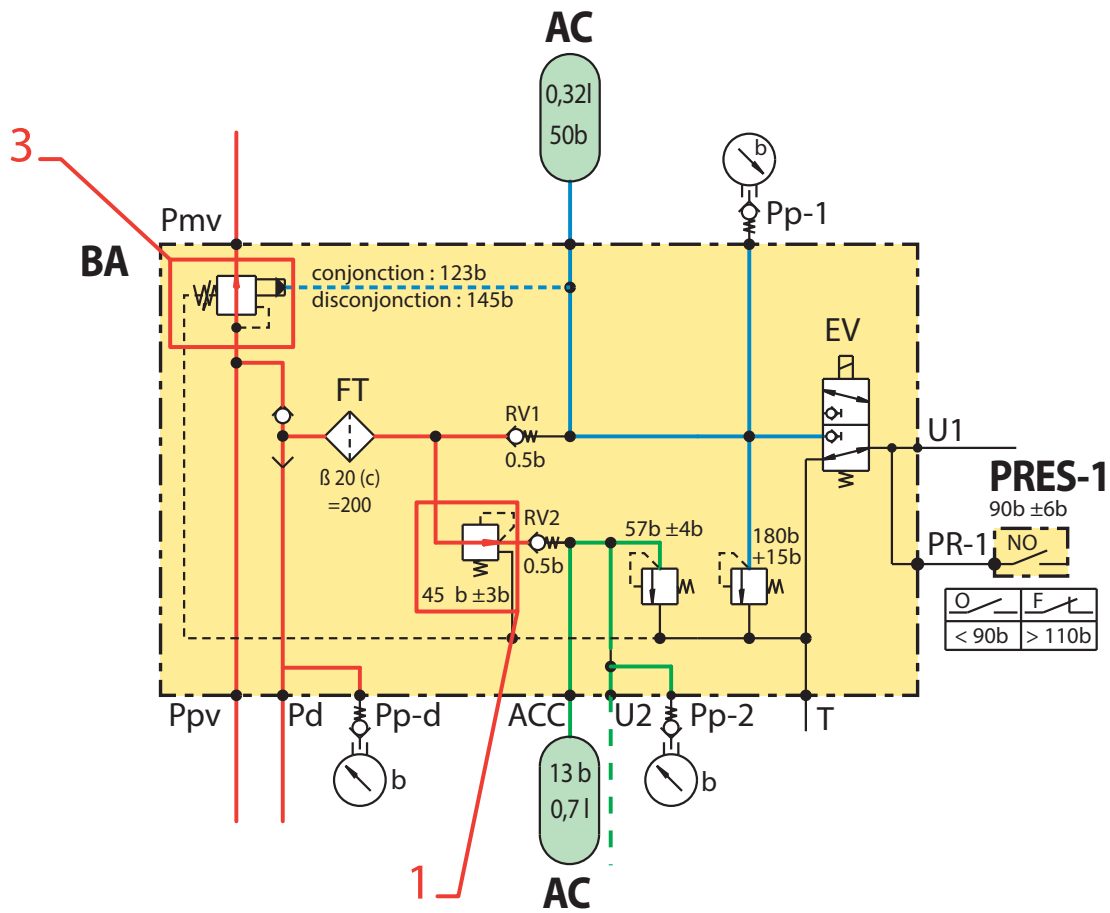 AC
0,32l
50b
3
b
Pmv
Pp-1
BA
conjonction : 123b
disconjonction : 145b
EV
FT
RV1
0.5b
ß 20 (c)
=200
U1
PRES-1
90b ±6b
RV2
0.5b
57b ±4b
180b
+15b
PR-1
NO
45 b ±3b
O
F
< 90b
> 110b
Ppv
Pd
Pp-d
ACC
U2
Pp-2
T
b
13 b
0,7 l
b
1
AC